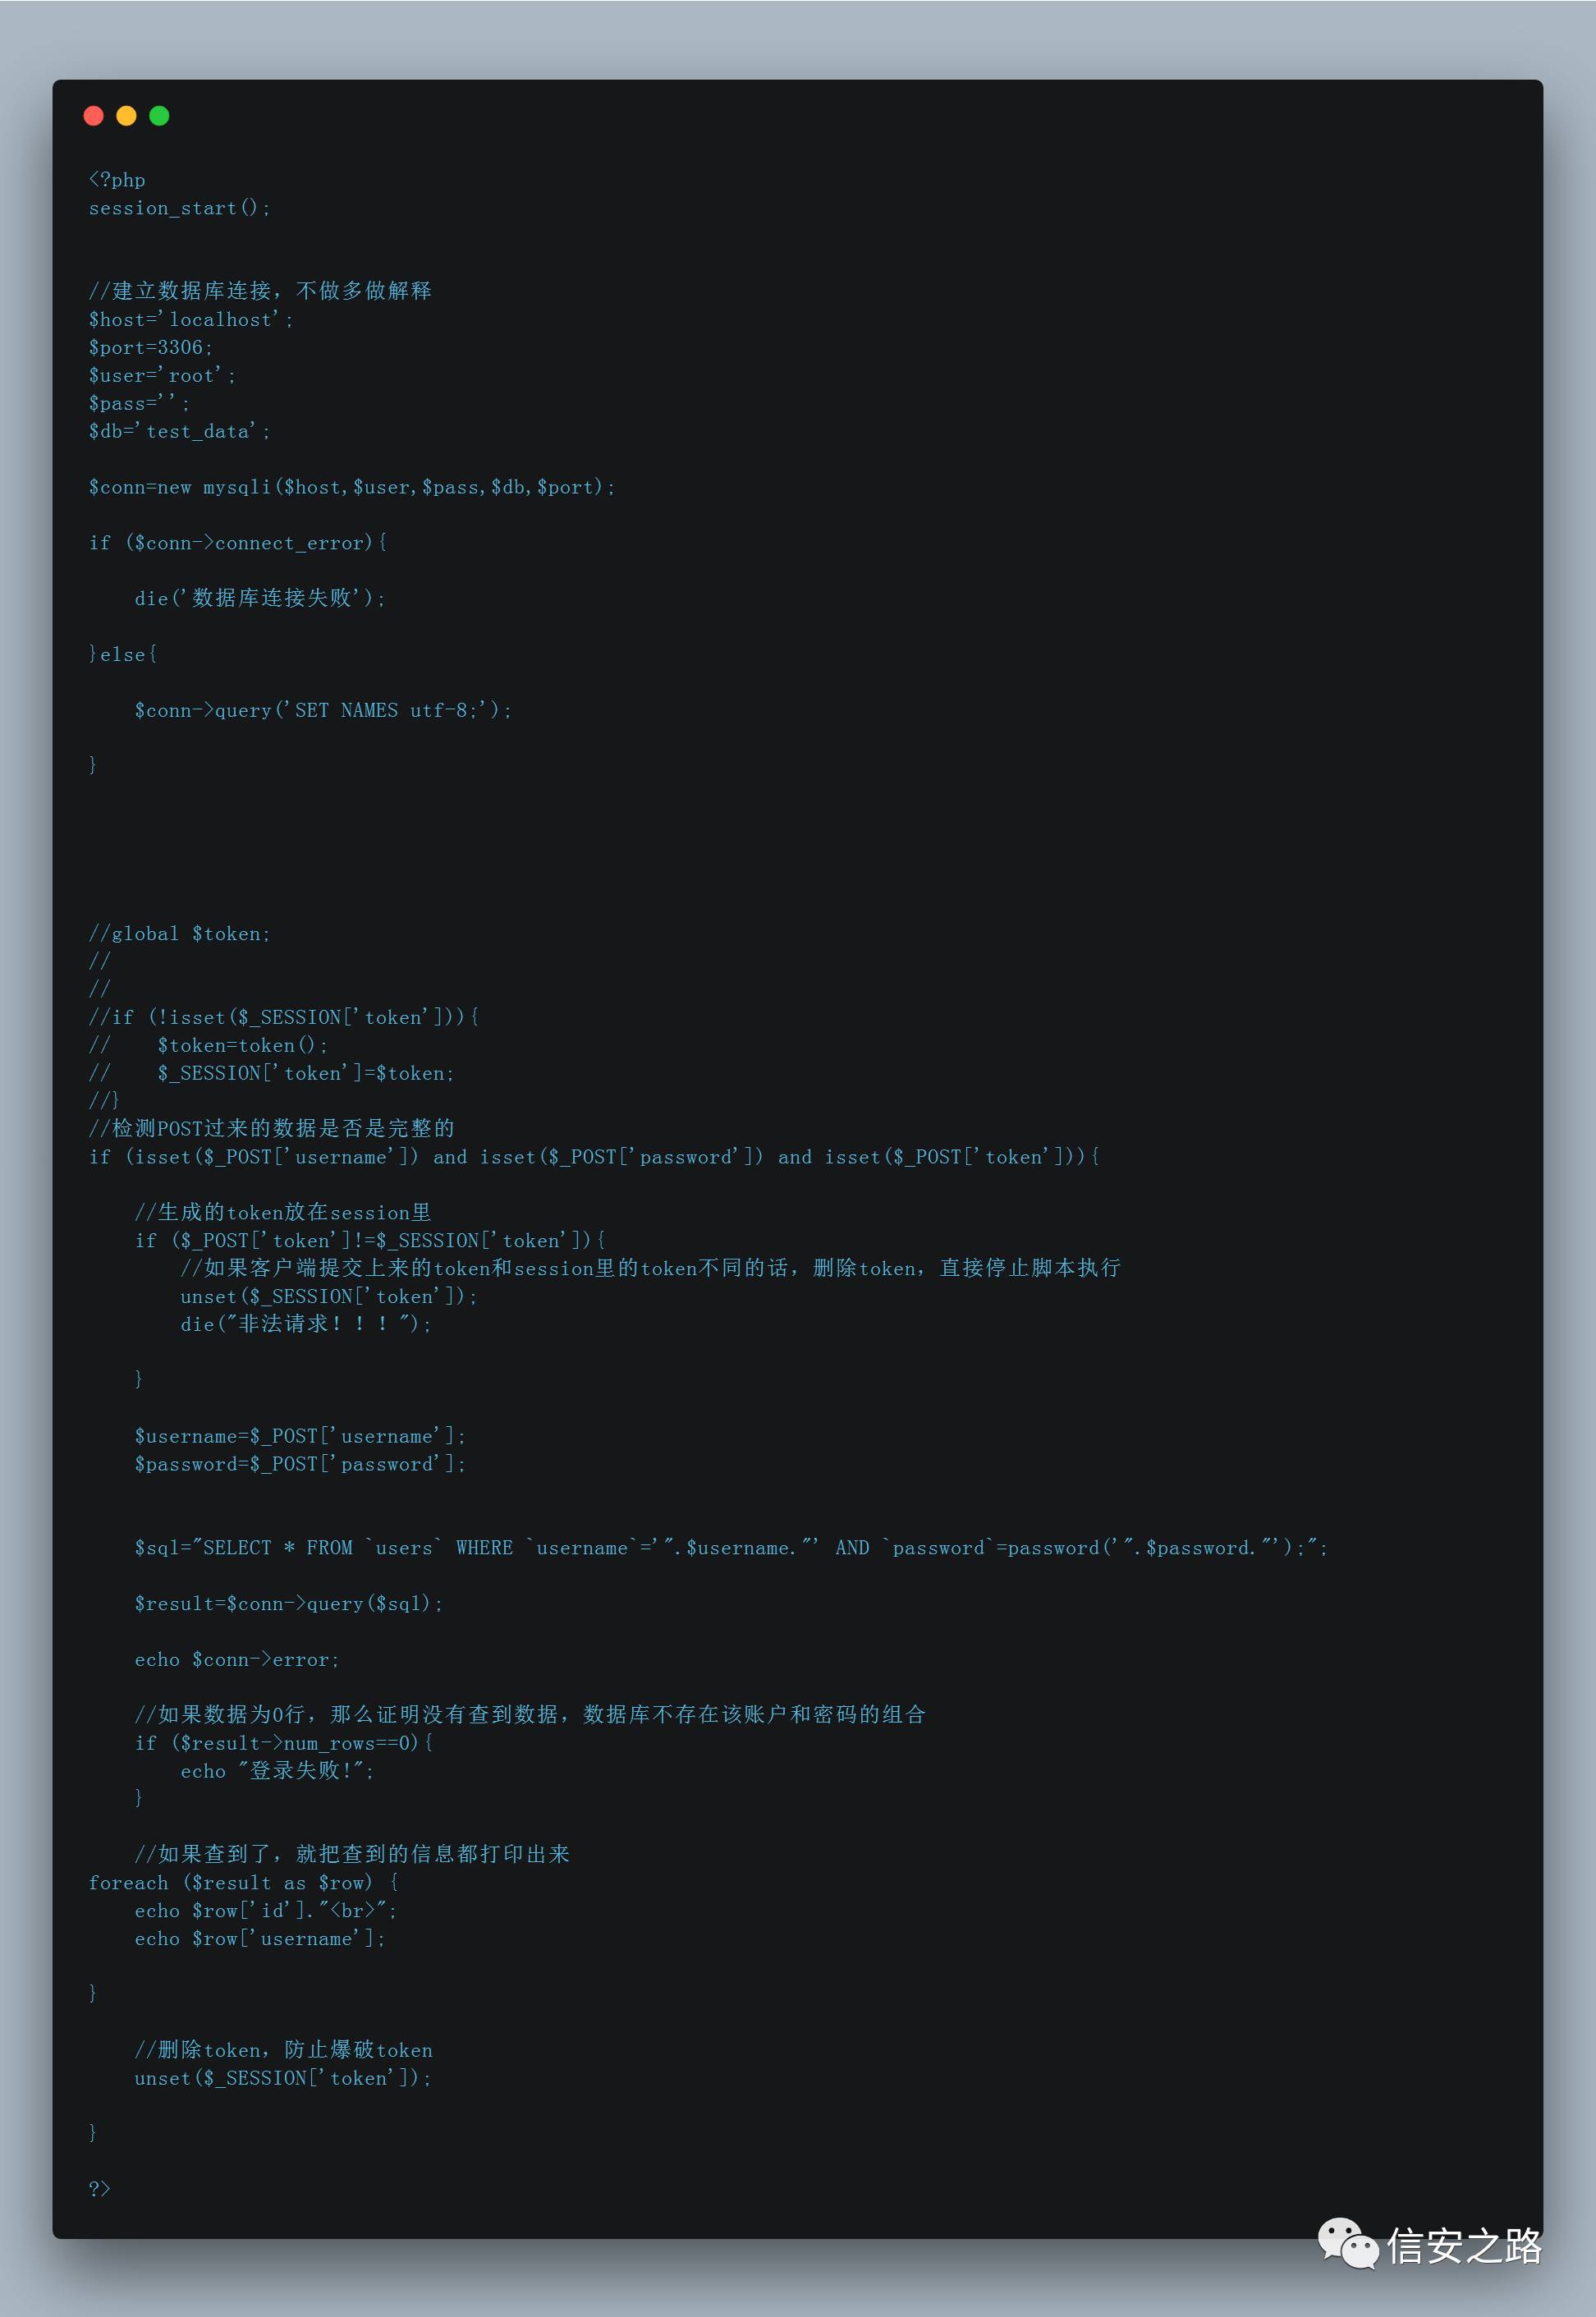 <?php
session_start();
//建立数据库连接，不做多做解释
$host='localhost';
$port=3306;
$user='root';
$pass='';
$db='test_data';
$conn=new mysqli($host,$user,$pass,$db,$port);
if ($conn->connect_error){
    die('数据库连接失败');
}else{
    $conn->query('SET NAMES utf-8;');
}
//global $token;
//
//
//if (!isset($_SESSION['token'])){
//    $token=token();
//    $_SESSION['token']=$token;
//}
//检测POST过来的数据是否是完整的
if (isset($_POST['username']) and isset($_POST['password']) and isset($_POST['token'])){
    //生成的token放在session里
    if ($_POST['token']!=$_SESSION['token']){
        //如果客户端提交上来的token和session里的token不同的话，删除token，直接停止脚本执行
        unset($_SESSION['token']);
        die("非法请求！！！");
    }
    $username=$_POST['username'];
    $password=$_POST['password'];
    $sql="SELECT * FROM `users` WHERE `username`='".$username."' AND `password`=password('".$password."');";
    $result=$conn->query($sql);
    echo $conn->error;
    //如果数据为0行，那么证明没有查到数据，数据库不存在该账户和密码的组合
    if ($result->num_rows==0){
        echo "登录失败!";
    }
    //如果查到了，就把查到的信息都打印出来
foreach ($result as $row) {
    echo $row['id']."<br>";
    echo $row['username'];
}
    //删除token，防止爆破token
    unset($_SESSION['token']);
}
?>
信安之路